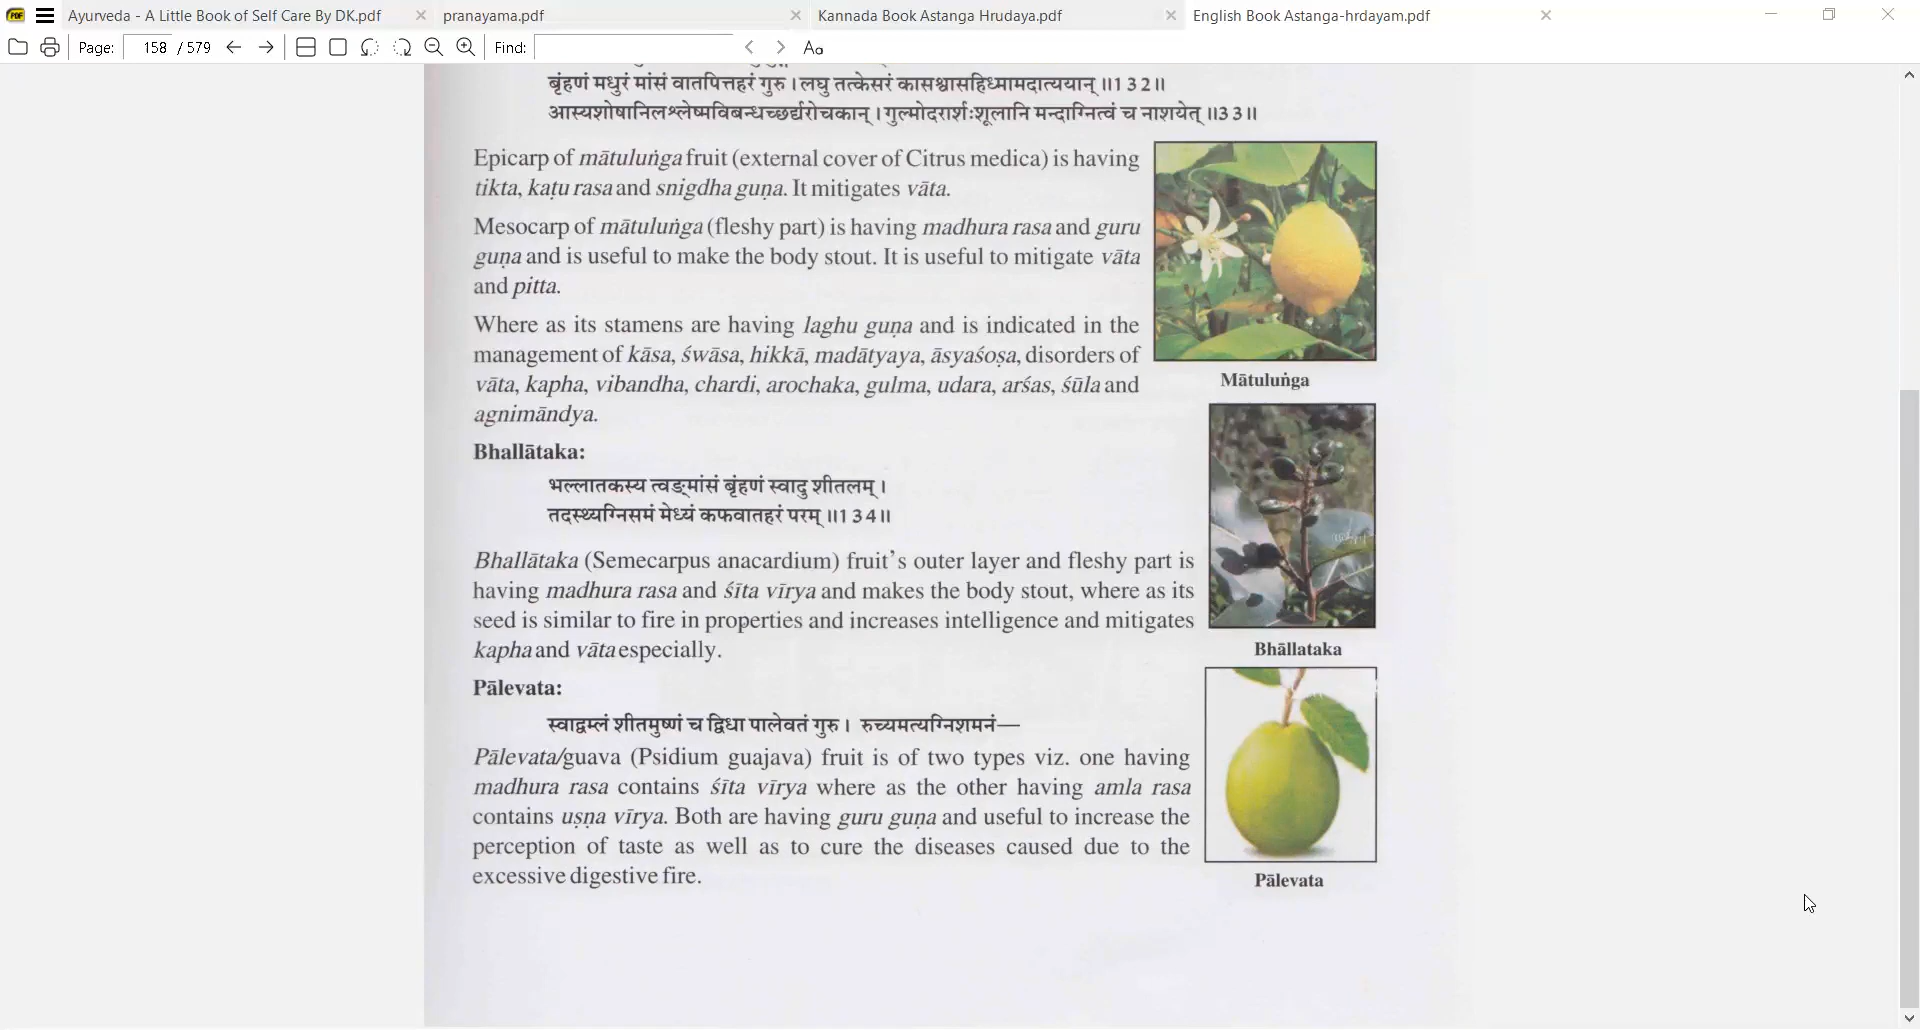 Ayurveda - A Little Book of Self Care By DK.pdf
pranayama.pdf
Kannada Book Astanga Hrudaya.pdf
English Book Astanga-hrdayam.pdf
Page: 158 / 579
Find:
बृंहणं मधुरं मांसं वातपित्तहरं गुरु । लघु तत्केसरं कासश्वासहिध्मामदात्ययान् ॥132॥
आस्यशोषानिलश्लेष्मविबन्धच्छर्द्यरोचकान् । गुल्मोदरार्शःशूलानि मन्दाग्नित्वं च नाशयेत् ॥33॥
Epicarp of mātuluṅga fruit (external cover of Citrus medica) is having
tikta, kaṭu rasa and snigdha guṇa. It mitigates vāta.
Mesocarp of mātuluṅga (fleshy part) is having madhura rasa and guru
guṇa and is useful to make the body stout. It is useful to mitigate vāta
and pitta.
Where as its stamens are having laghu guṇa and is indicated in the
management of kāsa, śwāsa, hikkā, madātyaya, āsyaśoṣa, disorders of
vāta, kapha, vibandha, chardi, arochaka, gulma, udara, arśas, śūla and
agnimāndya.
Mātuluṅga
Bhallātaka:
भल्लातकस्य त्वङ्मांसं बृंहणं स्वादु शीतलम् ।
तदस्थ्यग्निसमं मेध्यं कफवातहरं परम् ॥134॥
Bhallātaka (Semecarpus anacardium) fruit's outer layer and fleshy part is
having madhura rasa and śīta vīrya and makes the body stout, where as its
seed is similar to fire in properties and increases intelligence and mitigates
kapha and vāta especially.
Bhāllataka
Pālevata:
स्वाद्वम्लं शीतमुष्णं च द्विधा पालेवतं गुरु । रुच्यमत्यग्निशमनं—
Pālevata/guava (Psidium guajava) fruit is of two types viz. one having
madhura rasa contains śīta vīrya where as the other having amla rasa
contains uṣṇa vīrya. Both are having guru guṇa and useful to increase the
perception of taste as well as to cure the diseases caused due to the
excessive digestive fire.
Pālevata